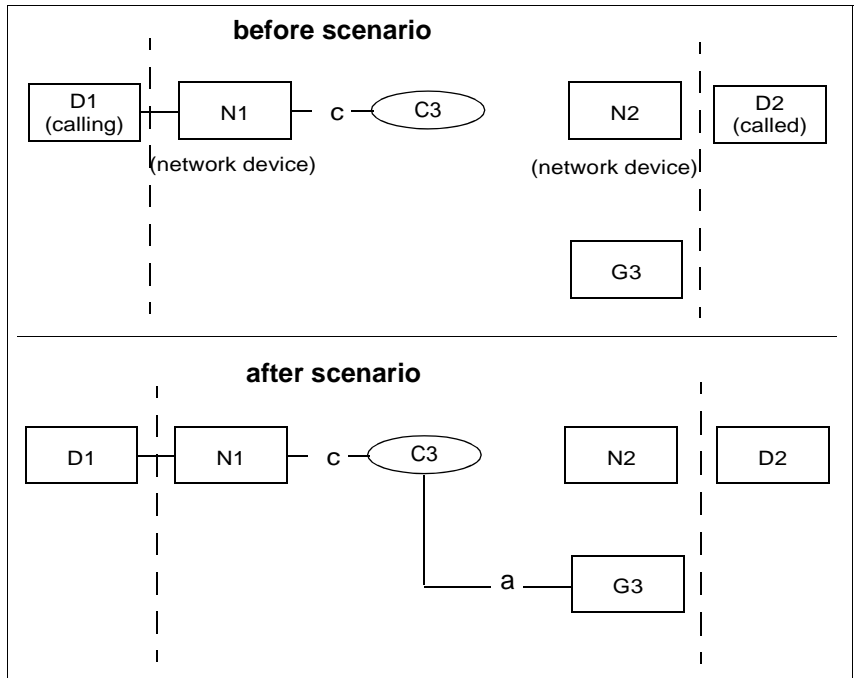 before scenario
D1
(calling)
N1
c
C3
N2
D2
(called)
(network device)
(network device)
G3
after scenario
D1
N1
c
C3
N2
D2
a
G3